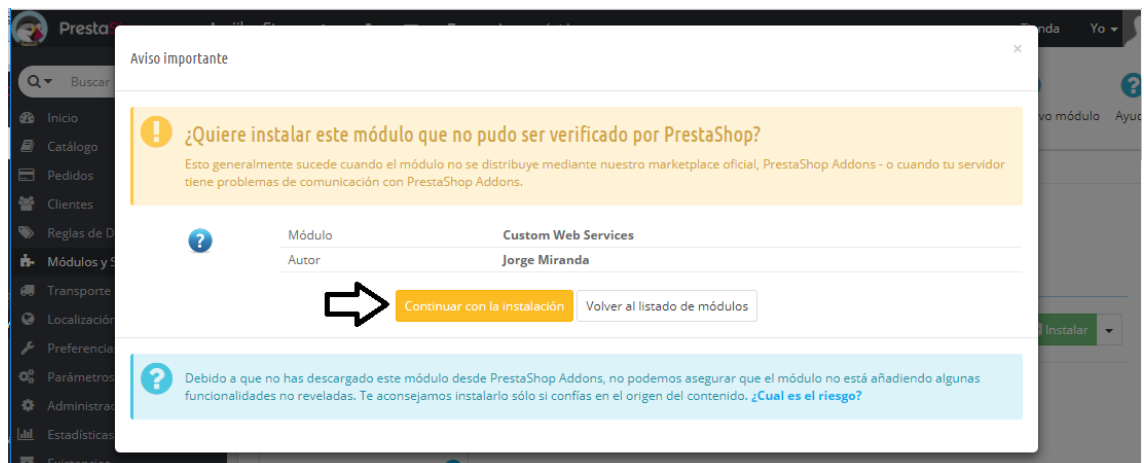 Presta
Tienda Yo
Aviso importante
×
Buscar
Inicio
Catálogo
Pedidos
Clientes
Reglas de D
Módulos y S
Transporte
Localización
Preferencia
Parámetros
Administrac
Estadísticas
Existencias
vo módulo Ayuc
¿Quiere instalar este módulo que no pudo ser verificado por PrestaShop?
Esto generalmente sucede cuando el módulo no se distribuye mediante nuestro marketplace oficial, PrestaShop Addons - o cuando tu servidor
tiene problemas de comunicación con PrestaShop Addons.
Módulo Custom Web Services
Autor Jorge Miranda
Continuar con la instalación Volver al listado de módulos
Instalar
Debido a que no has descargado este módulo desde PrestaShop Addons, no podemos asegurar que el módulo no está añadiendo algunas
funcionalidades no reveladas. Te aconsejamos instalarlo sólo si confías en el origen del contenido. ¿Cual es el riesgo?